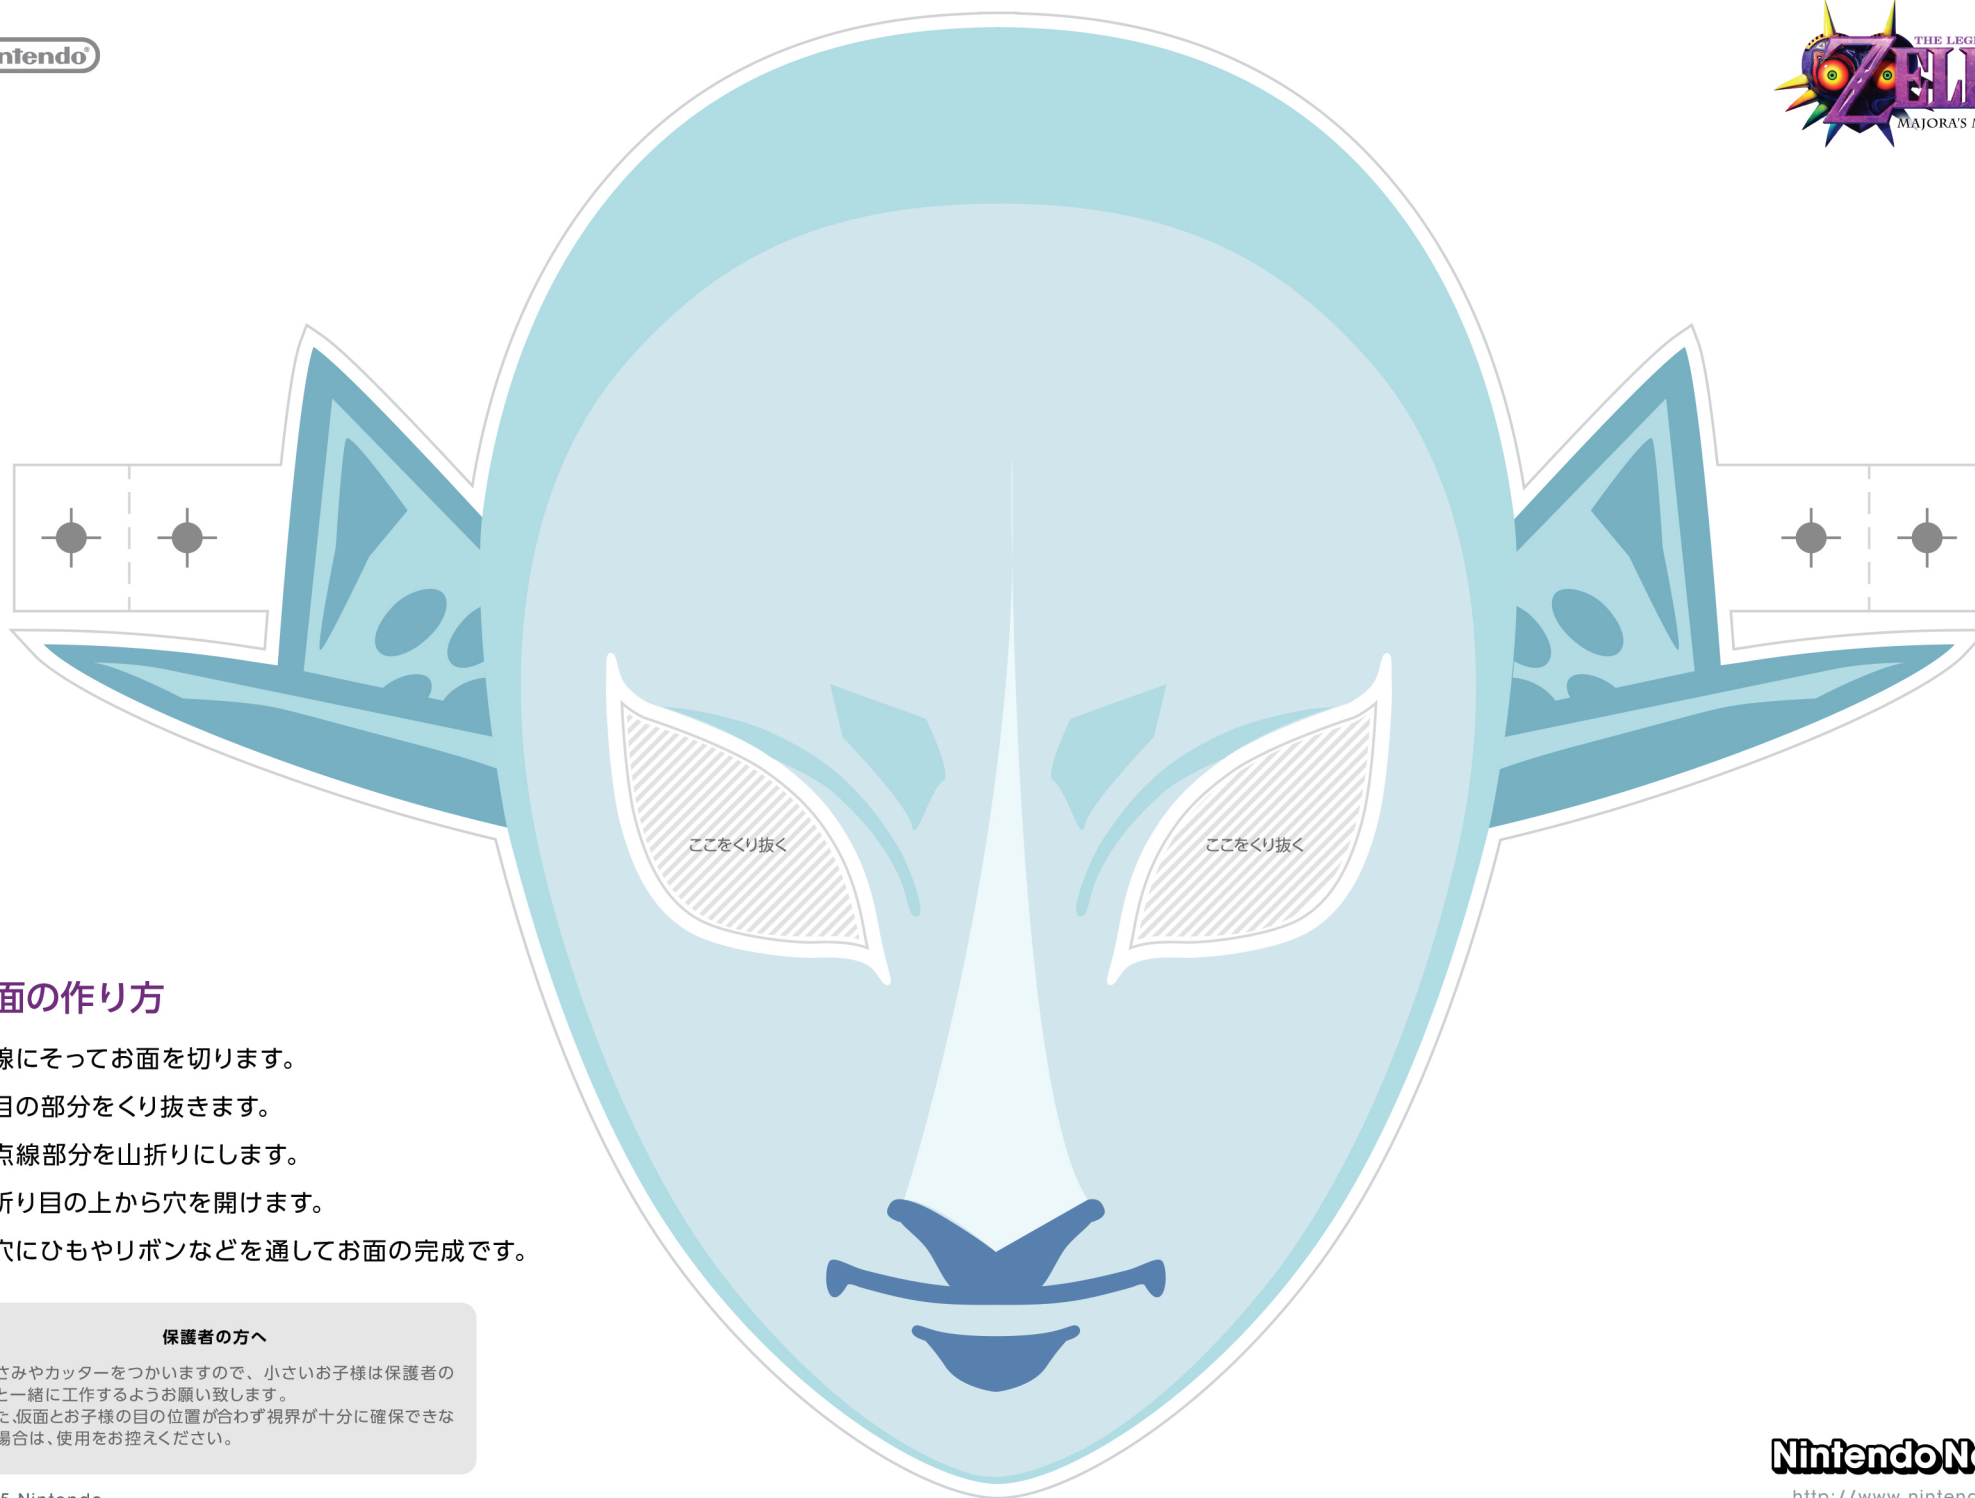 ntendo
THE LEG
ZEL
MAJORA'S
ここをくり抜く
ここをくり抜く
面の作り方
線にそってお面を切ります。
目の部分をくり抜きます。
点線部分を山折りにします。
折り目の上から穴を開けます。
穴にひもやリボンなどを通してお面の完成です。
保護者の方へ
さみやカッターをつかいますので、小さいお子様は保護者の
と一緒に工作するようお願い致します。
た、仮面とお子様の目の位置が合わず視界が十分に確保できな
場合は、使用をお控えください。
5 Nintendo
Nintendo N
http://www.ninten